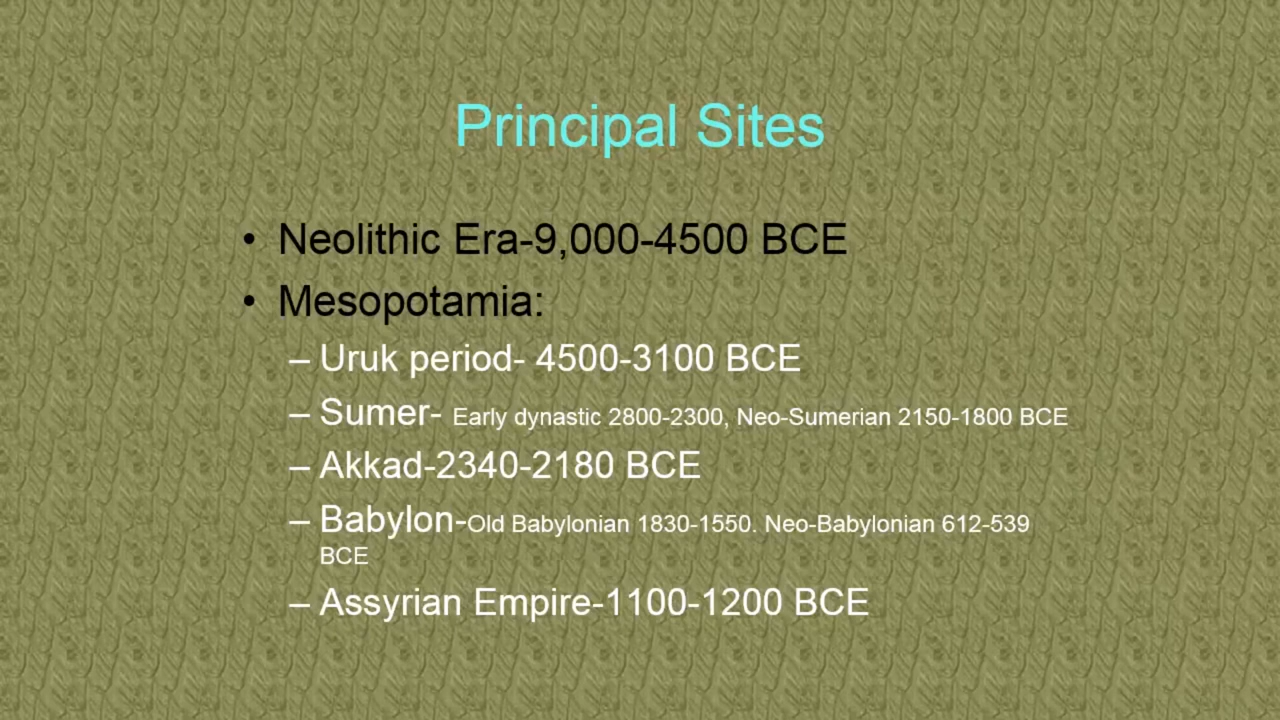 Principal Sites
• Neolithic Era-9,000-4500 BCE
• Mesopotamia:
– Uruk period- 4500-3100 BCE
– Sumer- Early dynastic 2800-2300, Neo-Sumerian 2150-1800 BCE
– Akkad-2340-2180 BCE
– Babylon-Old Babylonian 1830-1550. Neo-Babylonian 612-539
BCE
– Assyrian Empire-1100-1200 BCE